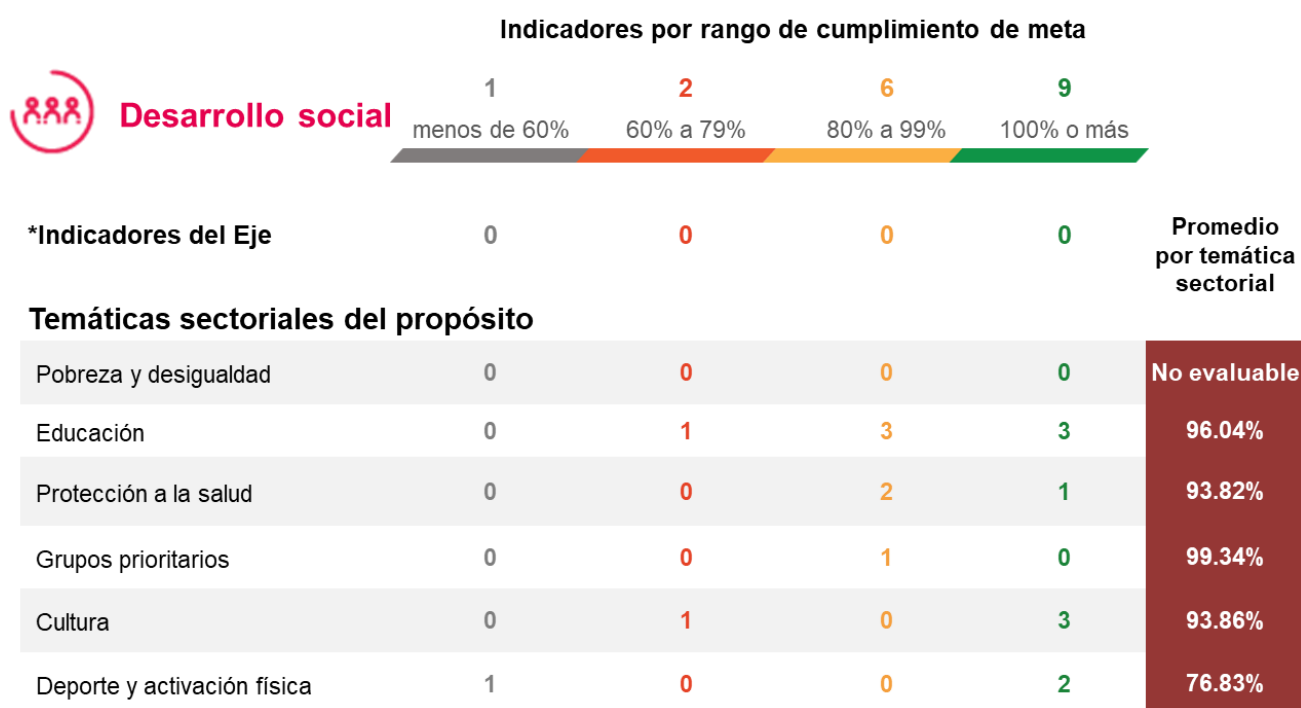 Indicadores por rango de cumplimiento de meta
Desarrollo social
1 2 6 9
menos de 60% 60% a 79% 80% a 99% 100% o más
*Indicadores del Eje 0 0 0 0
Promedio
por temática
sectorial
Temáticas sectoriales del propósito
Pobreza y desigualdad 0 0 0 0 No evaluable
Educación 0 1 3 3 96.04%
Protección a la salud 0 0 2 1 93.82%
Grupos prioritarios 0 0 1 0 99.34%
Cultura 0 1 0 3 93.86%
Deporte y activación física 1 0 0 2 76.83%